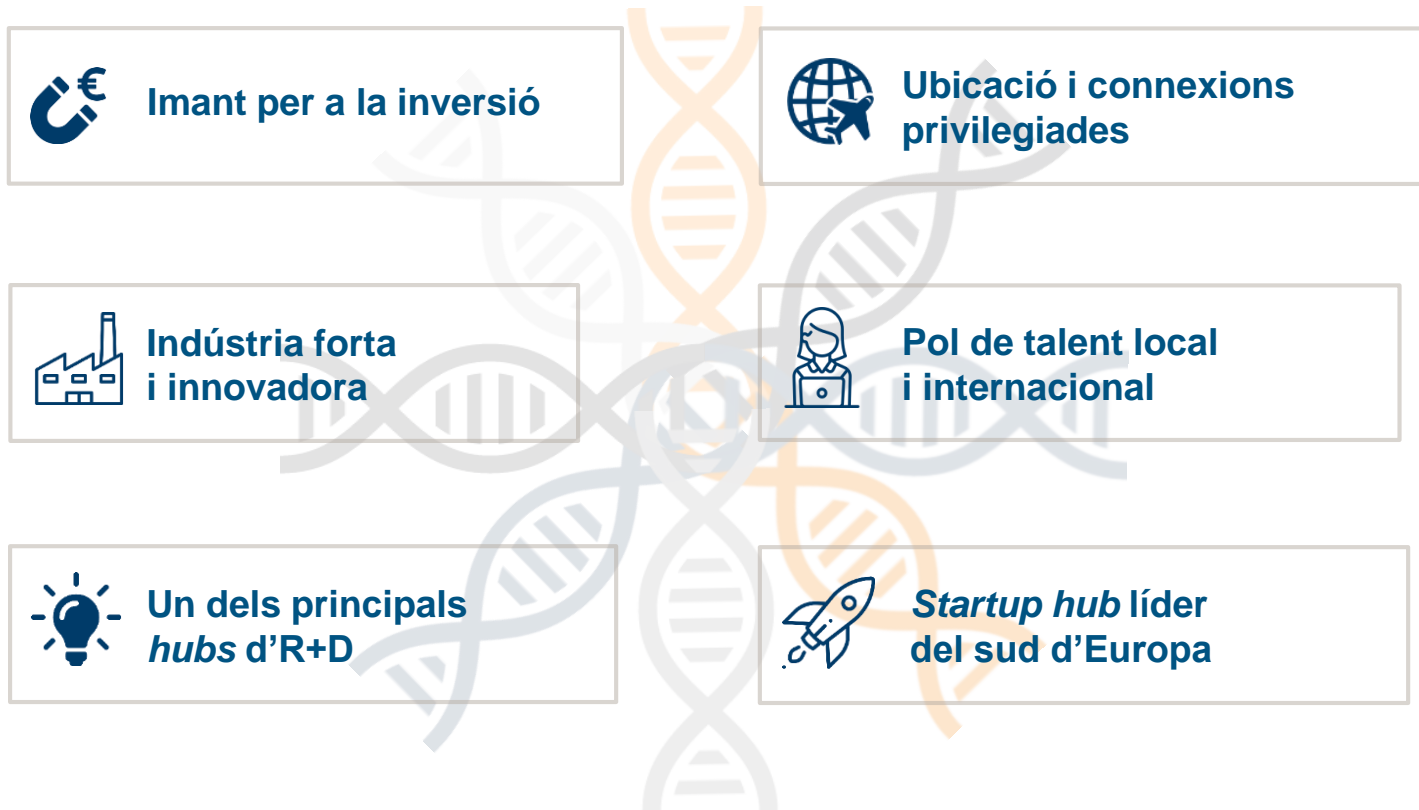 €
Imant per a la inversió
Ubicació i connexions
privilegiades
Indústria forta
i innovadora
Pol de talent local
i internacional
Un dels principals
hubs d’R+D
Startup hub líder
del sud d’Europa